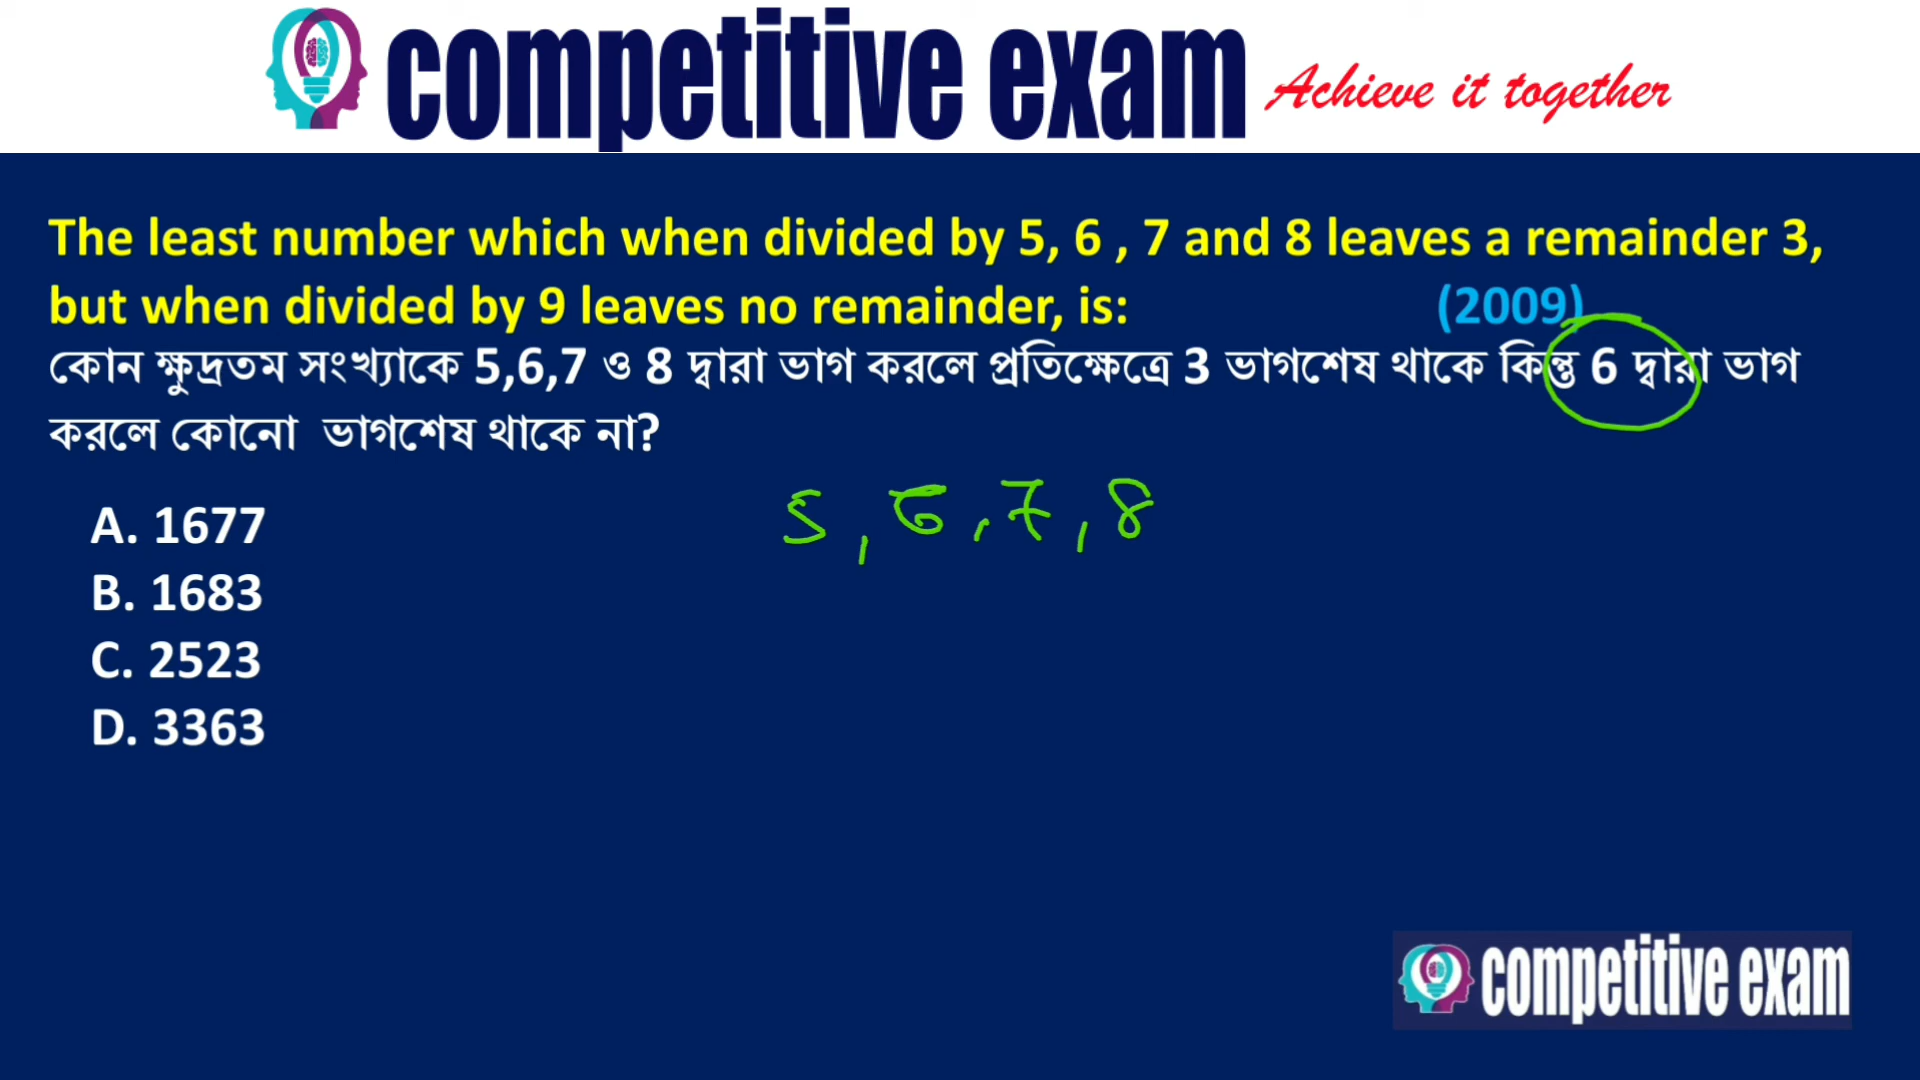 competitive exam Achieve it together
The least number which when divided by 5, 6 , 7 and 8 leaves a remainder 3,
but when divided by 9 leaves no remainder, is: (2009)
কোন ক্ষুদ্রতম সংখ্যাকে 5,6,7 ও 8 দ্বারা ভাগ করলে প্রতিক্ষেত্রে 3 ভাগশেষ থাকে কিন্তু 6 দ্বারা ভাগ
করলে কোনো ভাগশেষ থাকে না?
5, 6, 7, 8
A. 1677
B. 1683
C. 2523
D. 3363
competitive exam